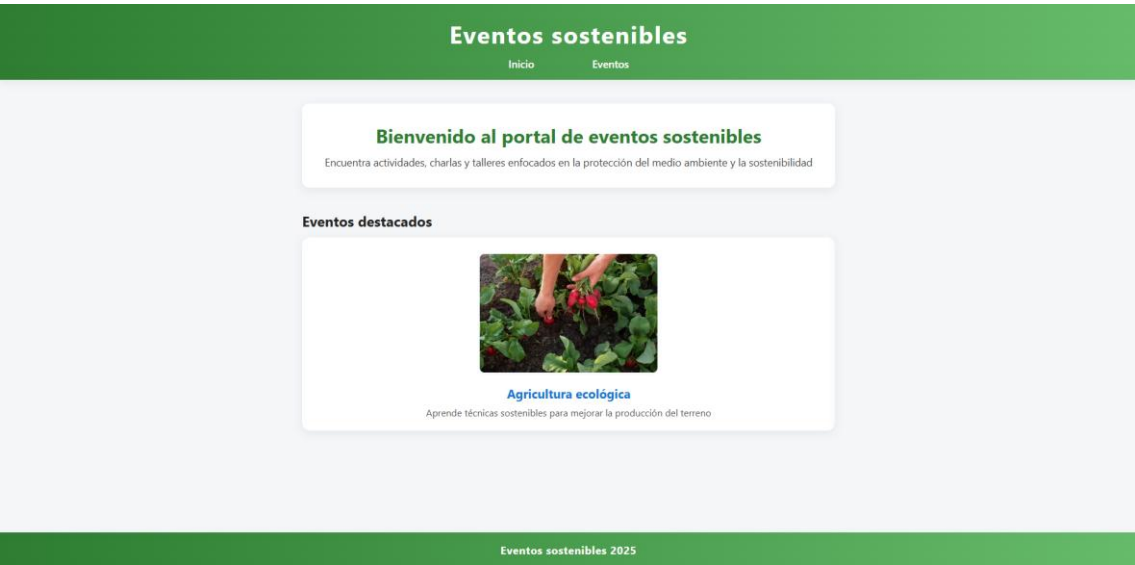 Eventos sostenibles
Inicio Eventos
Bienvenido al portal de eventos sostenibles
Encuentra actividades, charlas y talleres enfocados en la protección del medio ambiente y la sostenibilidad
Eventos destacados
Agricultura ecológica
Aprende técnicas sostenibles para mejorar la producción del terreno
Eventos sostenibles 2025